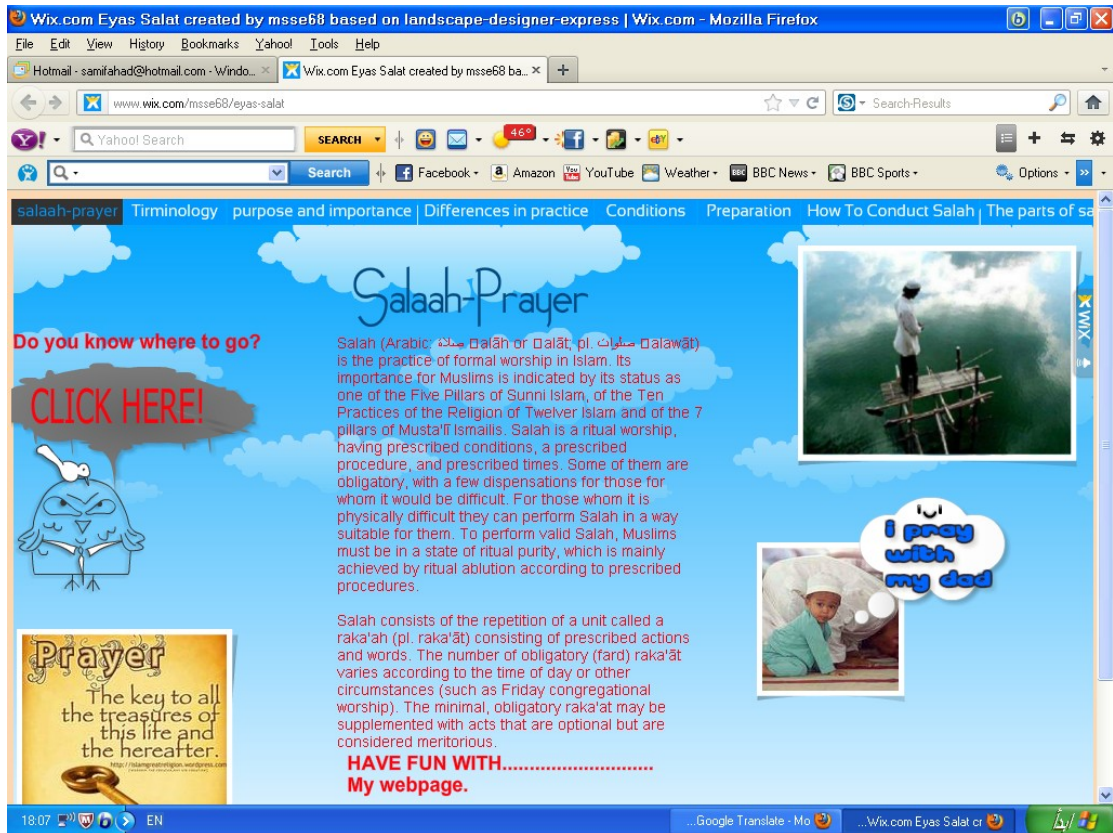 Wix.com Eyas Salat created by msse68 based on landscape-designer-express | Wix.com - Mozilla Firefox
File Edit View History Bookmarks Yahoo! Tools Help
Hotmail - samifahad@hotmail.com - Windo... Wix.com Eyas Salat created by msse68 ba...
www.wix.com/msse68/eyas-salat Search-Results
Yahoo! Search SEARCH 46°
Search Facebook Amazon YouTube Weather BBC News BBC Sports Options
salaah-prayer Tirminology purpose and importance Differences in practice Conditions Preparation How To Conduct Salah The parts of sa
Salaah-Prayer
WIX
Do you know where to go?
CLICK HERE!
Salah (Arabic: صلاة □alāh or □alāt; pl. صلوات □alawāt)
is the practice of formal worship in Islam. Its
importance for Muslims is indicated by its status as
one of the Five Pillars of Sunni Islam, of the Ten
Practices of the Religion of Twelver Islam and of the 7
pillars of Musta'lī Ismailis. Salah is a ritual worship,
having prescribed conditions, a prescribed
procedure, and prescribed times. Some of them are
obligatory, with a few dispensations for those for
whom it would be difficult. For those whom it is
physically difficult they can perform Salah in a way
suitable for them. To perform valid Salah, Muslims
must be in a state of ritual purity, which is mainly
achieved by ritual ablution according to prescribed
procedures.
Salah consists of the repetition of a unit called a
raka'ah (pl. raka'āt) consisting of prescribed actions
and words. The number of obligatory (fard) raka'āt
varies according to the time of day or other
circumstances (such as Friday congregational
worship). The minimal, obligatory raka'at may be
supplemented with acts that are optional but are
considered meritorious.
HAVE FUN WITH...........................
My webpage.
i pray
with
my dad
Prayer
The key to all
the treasures of
this life and
the hereafter.
http://islamgreatreligion.wordpress.com
18:07 EN ...Google Translate - Mo ...Wix.com Eyas Salat cr ابدأ